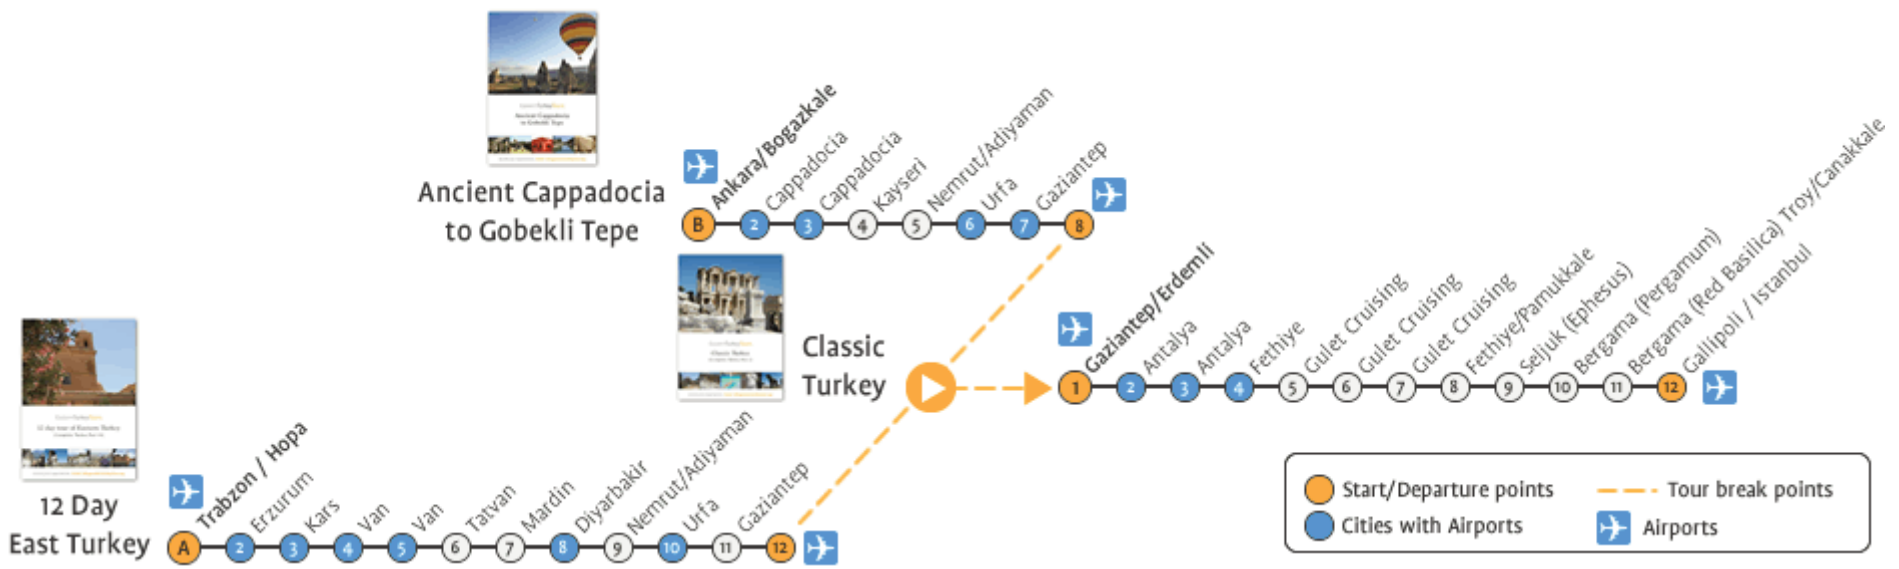 Ancient Cappadocia
to Gobekli Tepe
B
Ankara/Bogazkale
2
Cappadocia
3
Cappadocia
4
Kayseri
5
Nemrut/Adiyaman
6
Urfa
7
Gaziantep
8
Classic
Turkey
1
Gaziantep/Erdemli
2
Antalya
3
Antalya
4
Fethiye
5
Gulet Cruising
6
Gulet Cruising
7
Gulet Cruising
8
Fethiye/Pamukkale
9
Seljuk (Ephesus)
10
Bergama (Pergamum)
11
Bergama (Red Basilica) Troy/Canakkale
12
Gallipoli / Istanbul
12 Day
East Turkey
A
Trabzon / Hopa
2
Erzurum
3
Kars
4
Van
5
Van
6
Tatvan
7
Mardin
8
Diyarbakir
9
Nemrut/Adiyaman
10
Urfa
11
Gaziantep
12
Start/Departure points
Tour break points
Cities with Airports
Airports